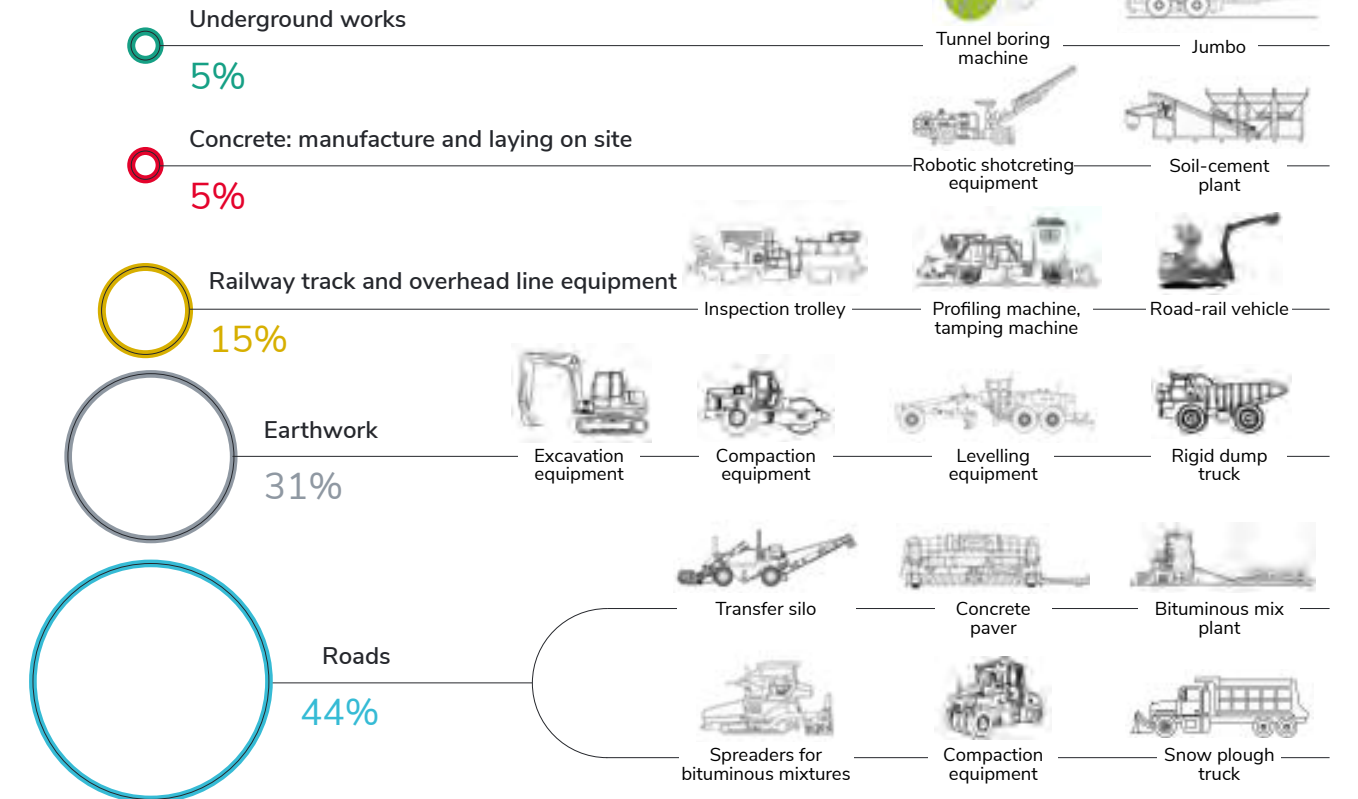 Underground works
5%
Tunnel boring
machine
Jumbo
Concrete: manufacture and laying on site
5%
Robotic shotcreting
equipment
Soil-cement
plant
Railway track and overhead line equipment
15%
Inspection trolley
Profiling machine,
tamping machine
Road-rail vehicle
Earthwork
31%
Excavation
equipment
Compaction
equipment
Levelling
equipment
Rigid dump
truck
Roads
44%
Transfer silo
Concrete
paver
Bituminous mix
plant
Spreaders for
bituminous mixtures
Compaction
equipment
Snow plough
truck